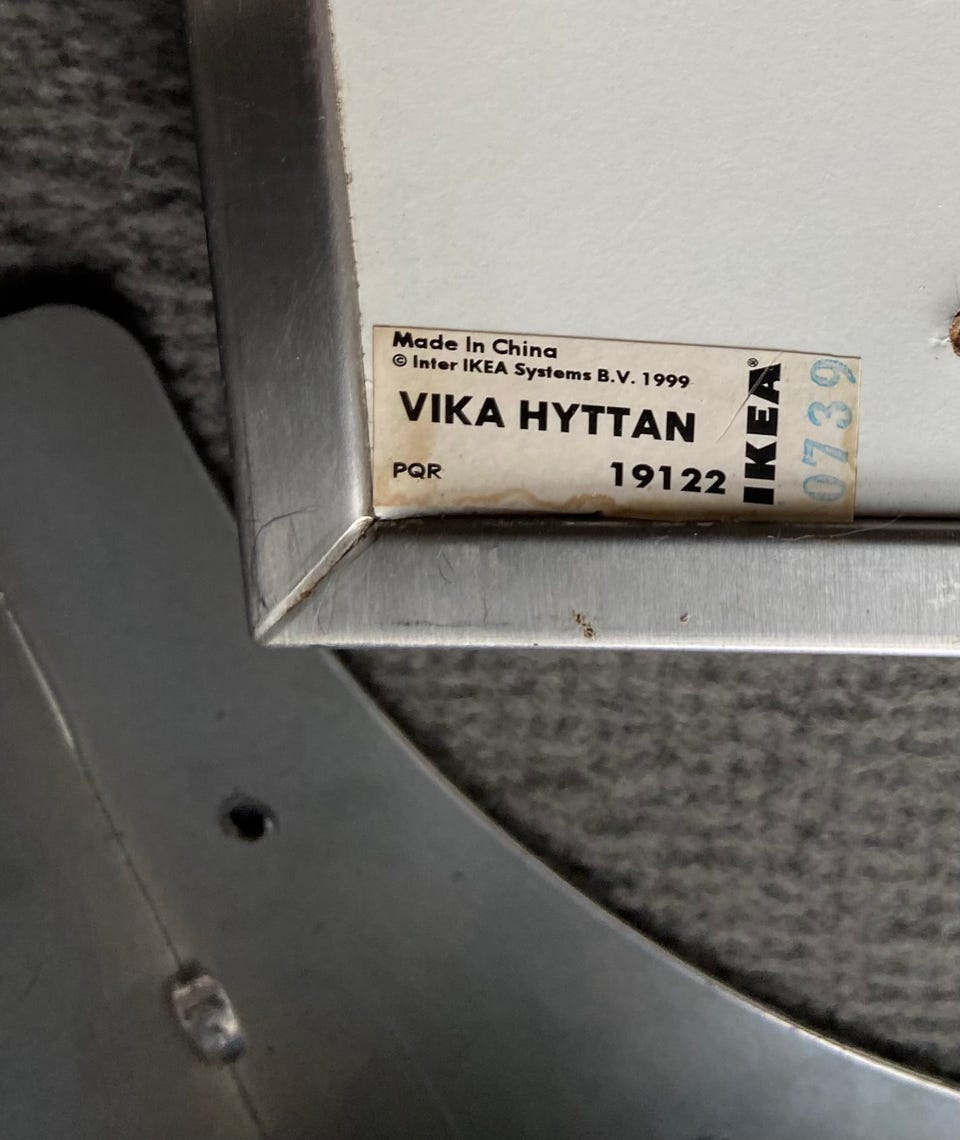 Made In China
© Inter IKEA Systems B.V. 1999
VIKA HYTTAN
PQR 19122
IKEA®
0739